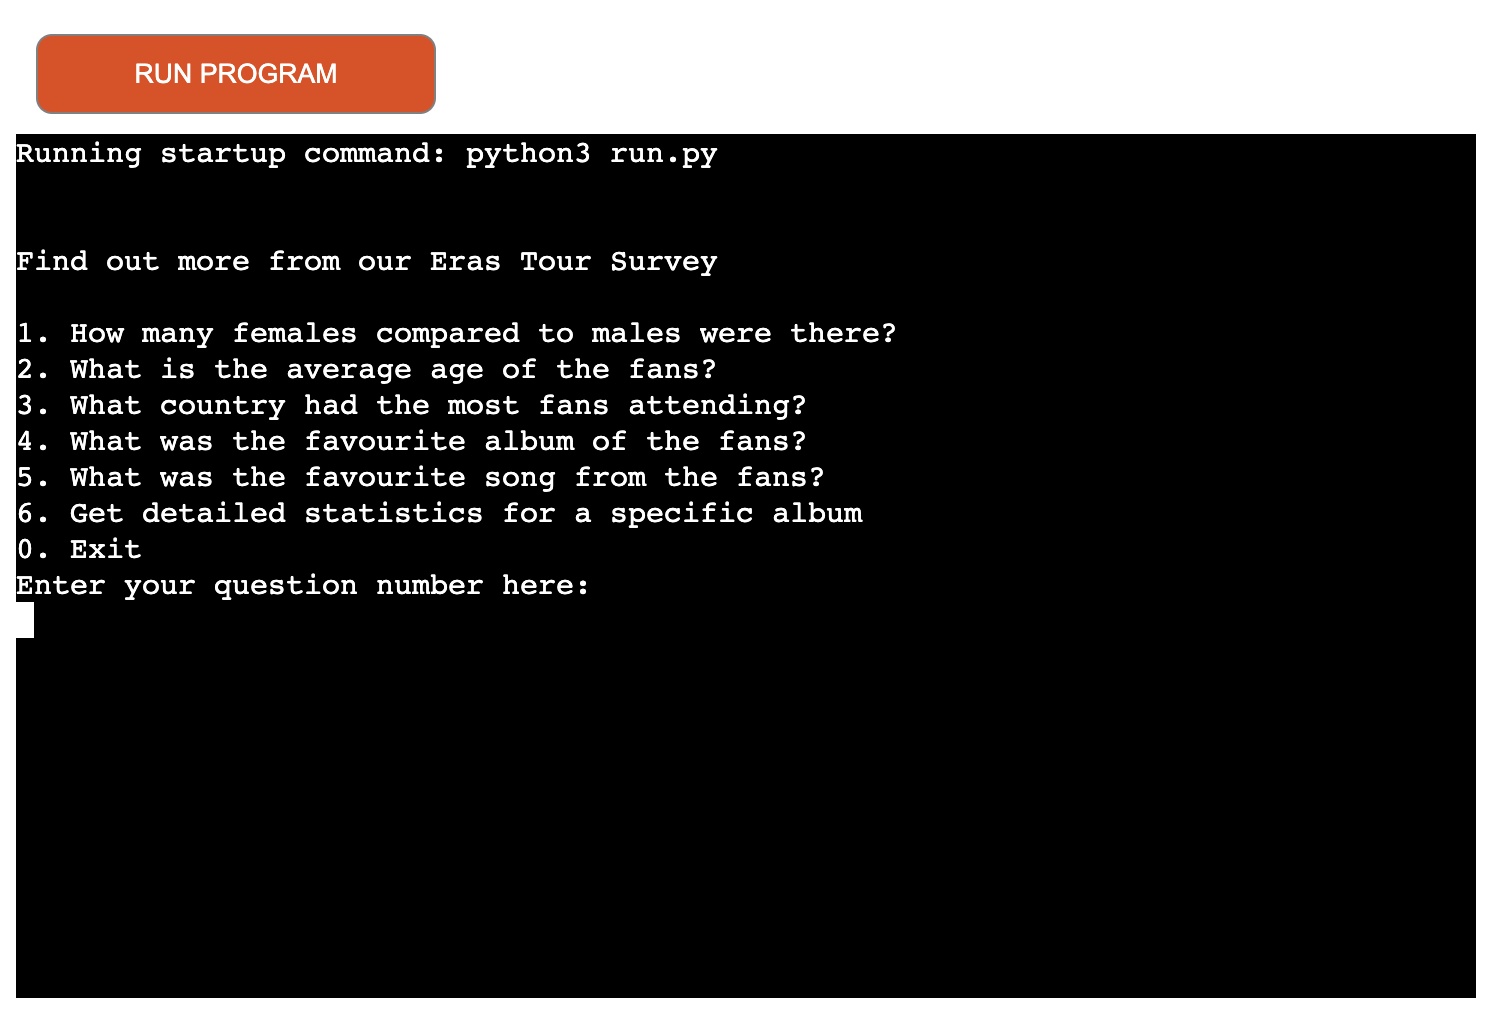 RUN PROGRAM
Running startup command: python3 run.py
Find out more from our Eras Tour Survey
1. How many females compared to males were there?
2. What is the average age of the fans?
3. What country had the most fans attending?
4. What was the favourite album of the fans?
5. What was the favourite song from the fans?
6. Get detailed statistics for a specific album
0. Exit
Enter your question number here: